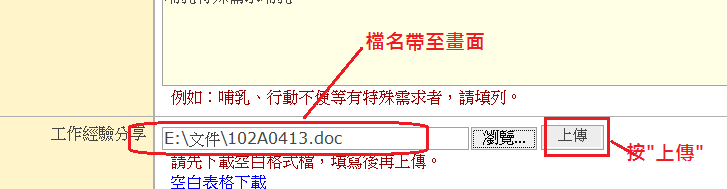 檔名帶至畫面
例如：哺乳、行動不便等有特殊需求者，請填列。
工作經驗分享
E:\文件\102A0413.doc
瀏覽...
上傳
按"上傳"
請先下載空白格式檔，填寫後再上傳。
空白表格下載